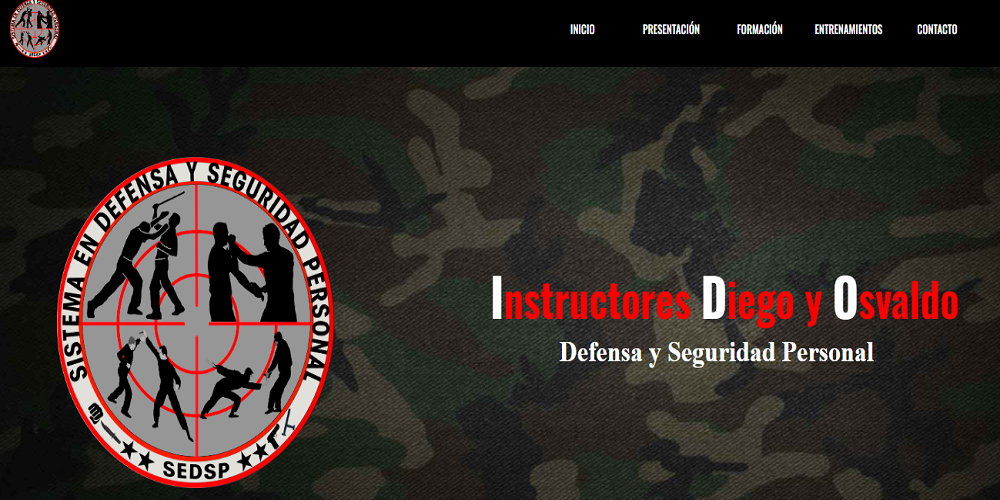 INICIO
PRESENTACIÓN
FORMACIÓN
ENTRENAMIENTOS
CONTACTO
SISTEMA EN DEFENSA Y SEGURIDAD PERSONAL
SEDSP
Instructores Diego y Osvaldo
Defensa y Seguridad Personal